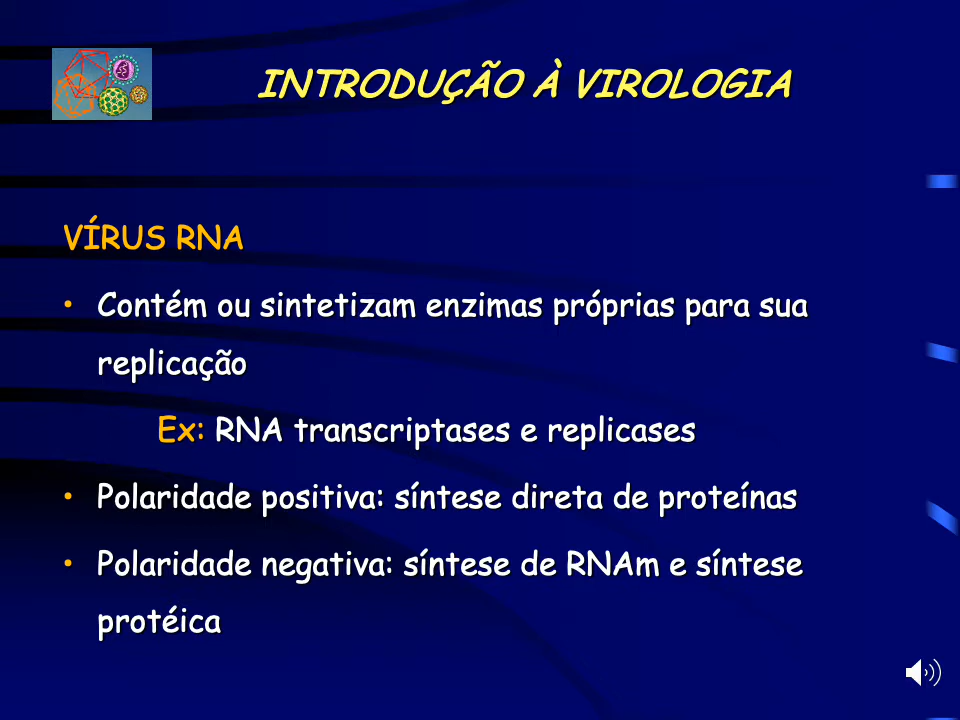 INTRODUÇÃO À VIROLOGIA
VÍRUS RNA
• Contém ou sintetizam enzimas próprias para sua
replicação
Ex: RNA transcriptases e replicases
• Polaridade positiva: síntese direta de proteínas
• Polaridade negativa: síntese de RNAm e síntese
protéica